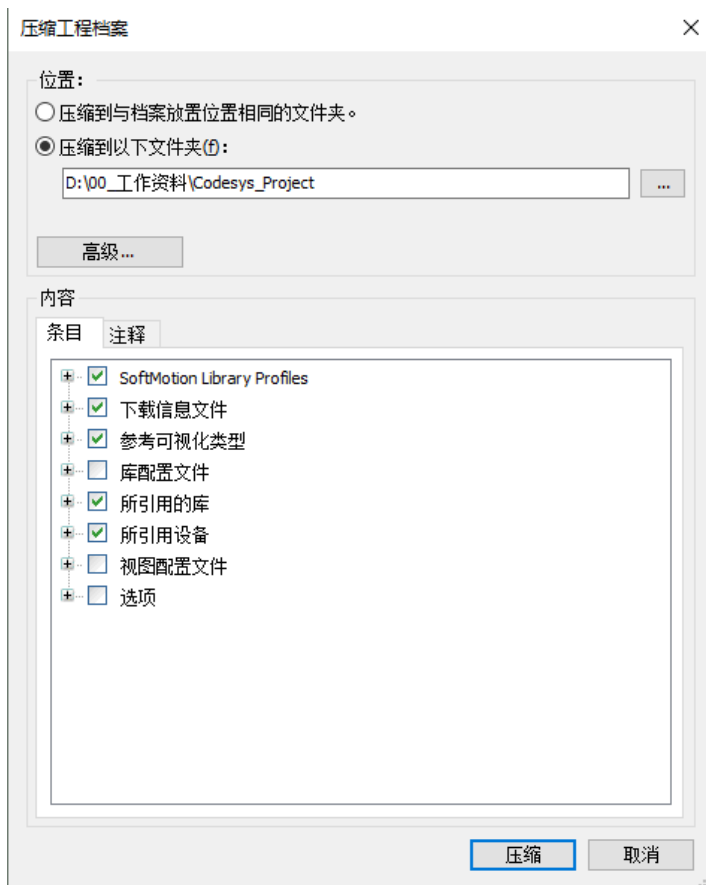 压缩工程档案
位置：
压缩到与档案放置位置相同的文件夹。
压缩到以下文件夹(f)：
D:\00_工作资料\Codesys_Project
...
高级...
内容
条目
注释
SoftMotion Library Profiles
下载信息文件
参考可视化类型
库配置文件
所引用的库
所引用设备
视图配置文件
选项
压缩
取消